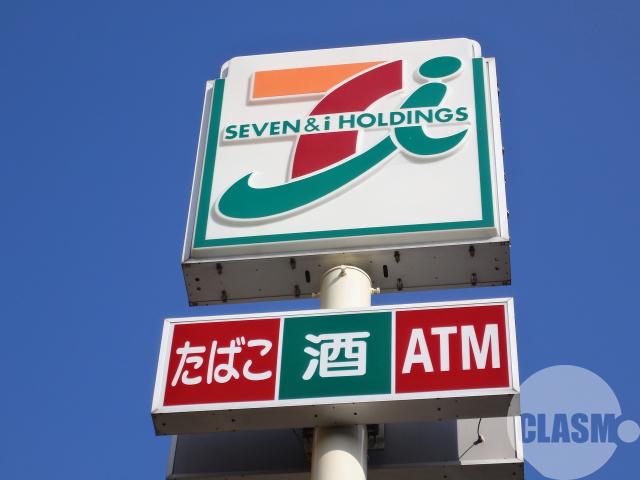 SEVEN & i HOLDINGS
たばこ 酒 ATM
CLASM.